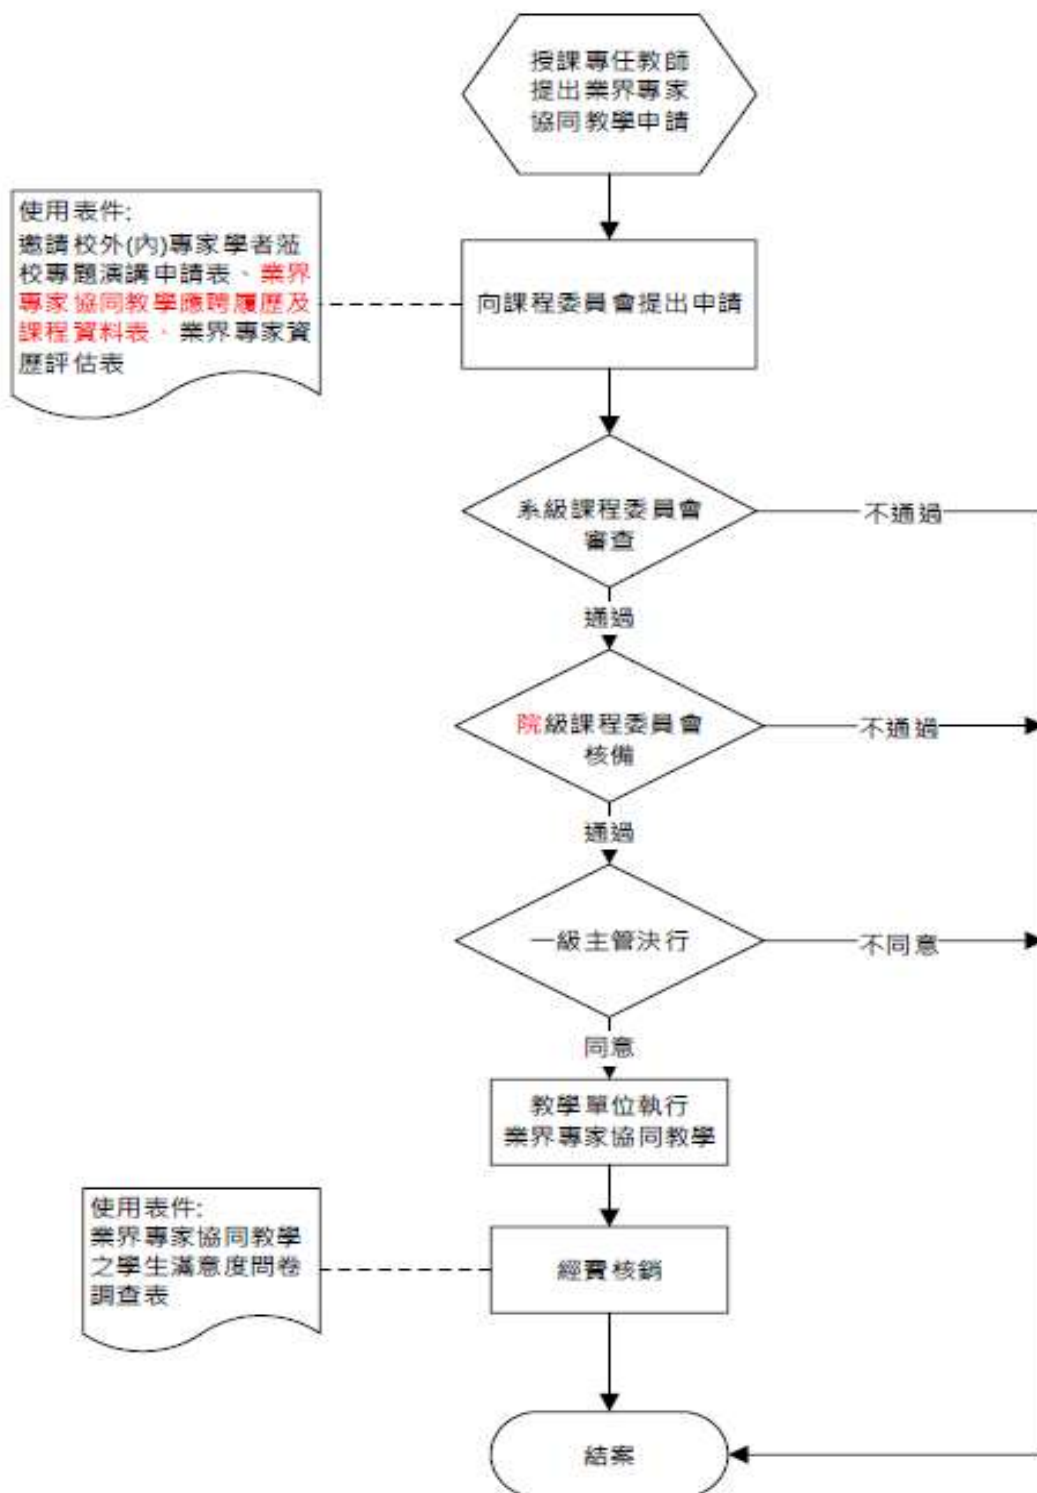 授課專任教師
提出業界專家
協同教學申請
使用表件:
邀請校外(內)專家學者蒞
校專題演講申請表、業界
專家協同教學應聘履歷及
課程資料表、業界專家資
歷評估表
向課程委員會提出申請
系級課程委員會
審查
不通過
通過
院級課程委員會
核備
不通過
通過
一級主管決行
不同意
同意
教學單位執行
業界專家協同教學
使用表件:
業界專家協同教學
之學生滿意度問卷
調查表
經費核銷
結案